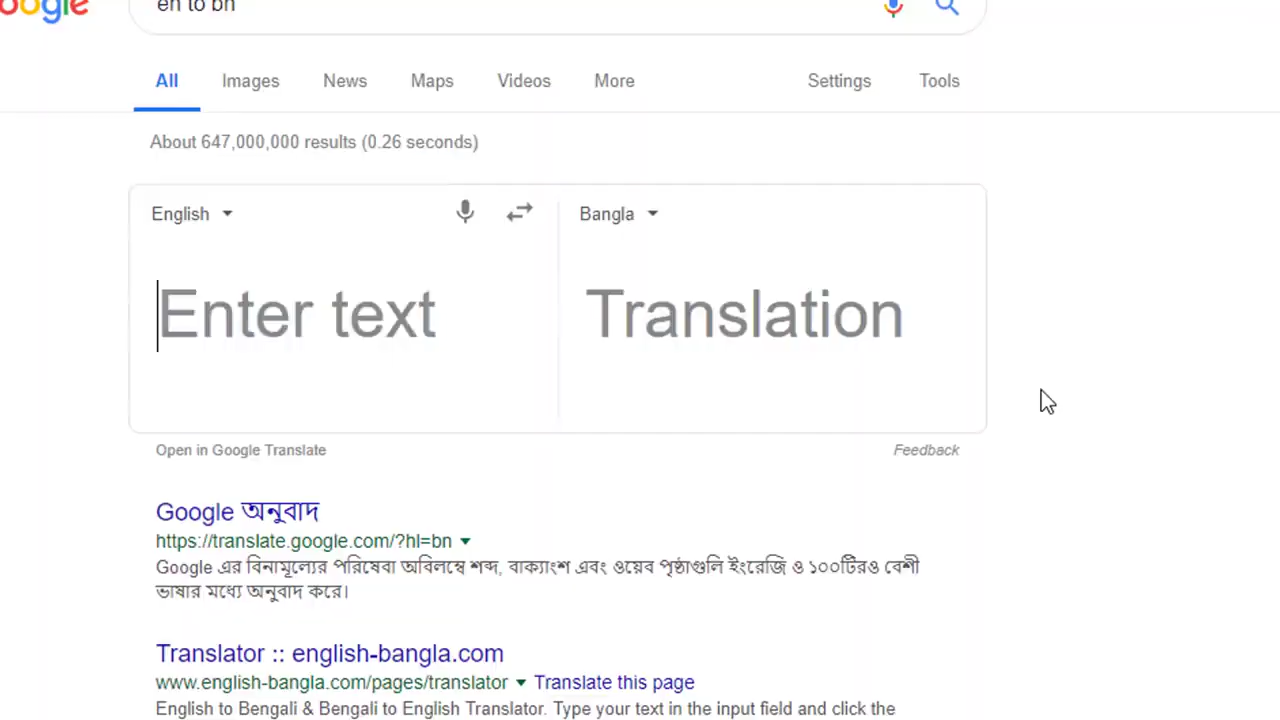 Google en to bn
All Images News Maps Videos More Settings Tools
About 647,000,000 results (0.26 seconds)
English Bangla
Enter text Translation
Open in Google Translate Feedback
Google অনুবাদ
https://translate.google.com/?hl=bn
Google এর বিনামূল্যের পরিষেবা অবিলম্বে শব্দ, বাক্যাংশ এবং ওয়েব পৃষ্ঠাগুলি ইংরেজি ও ১০০টিরও বেশী
ভাষার মধ্যে অনুবাদ করে।
Translator :: english-bangla.com
www.english-bangla.com/pages/translator Translate this page
English to Bengali & Bengali to English Translator. Type your text in the input field and click the